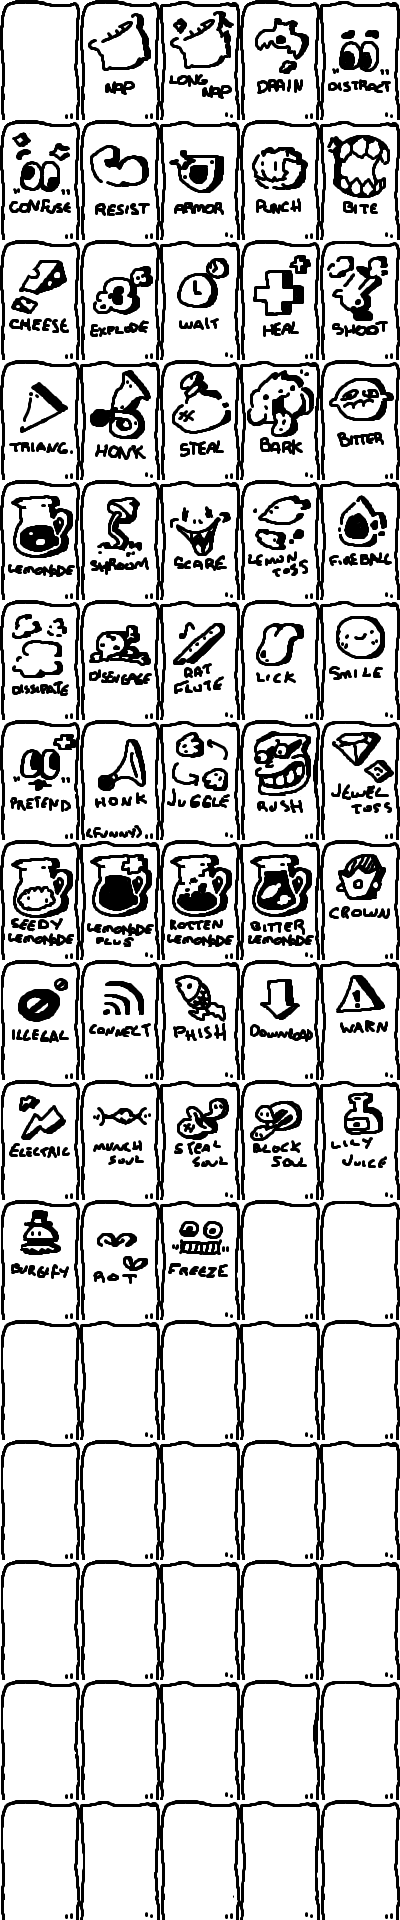 NAP
LONG
NAP
DRAIN
DISTRACT
CONFUSE
RESIST
ARMOR
PUNCH
BITE
CHEESE
EXPLODE
WAIT
HEAL
SHOOT
TRIANG.
HONK
STEAL
BARK
BITTER
LEMONADE
SHROOM
SCARE
LEMON
TOSS
FIREBALL
DISSIPATE
DISENGAGE
RAT
FLUTE
LICK
SMILE
PRETEND
HONK
(FUNNY)
JUGGLE
RUSH
JEWEL
TOSS
SEEDY
LEMONADE
LEMONADE
PLUS
ROTTEN
LEMONADE
BITTER
LEMONADE
CROWN
ILLEGAL
CONNECT
PHISH
DOWNLOAD
WARN
ELECTRIC
MUNCH
SOUL
STEAL
SOUL
BLOCK
SOUL
LILY
JUICE
BURGIFY
ROT
FREEZE